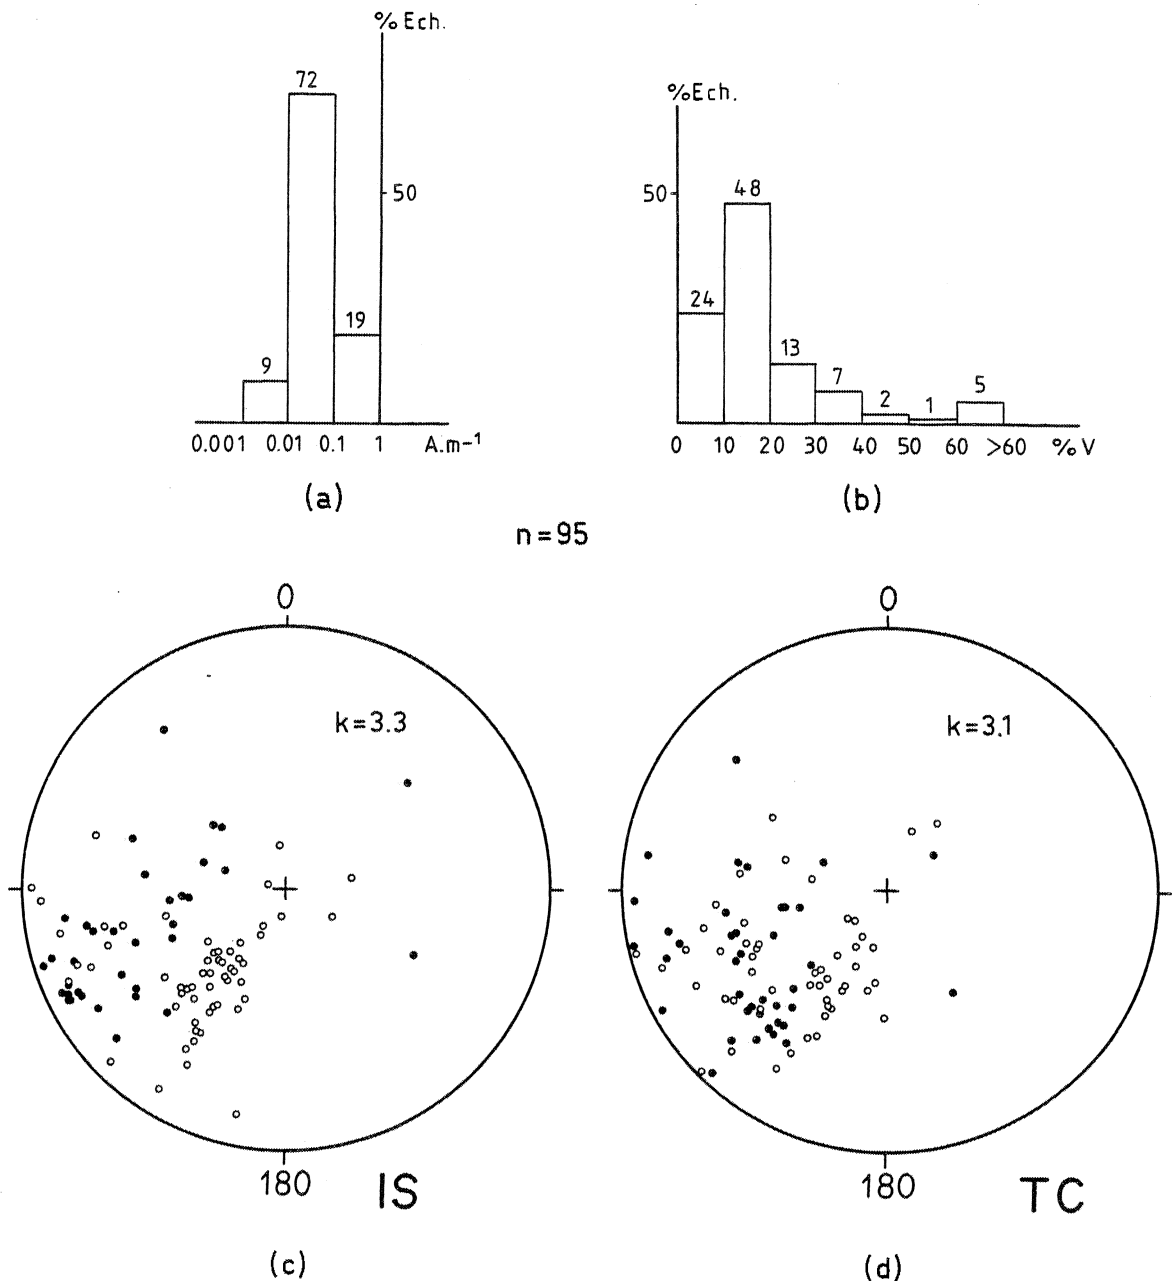 % Ech.
72
50
19
9
0.001 0.01 0.1 1 A.m-1
(a)
%Ech.
50
48
24
13
7
2
1
5
0 10 20 30 40 50 60 >60 %V
(b)
n=95
0
k=3.3
180
IS
(c)
0
k=3.1
180
TC
(d)